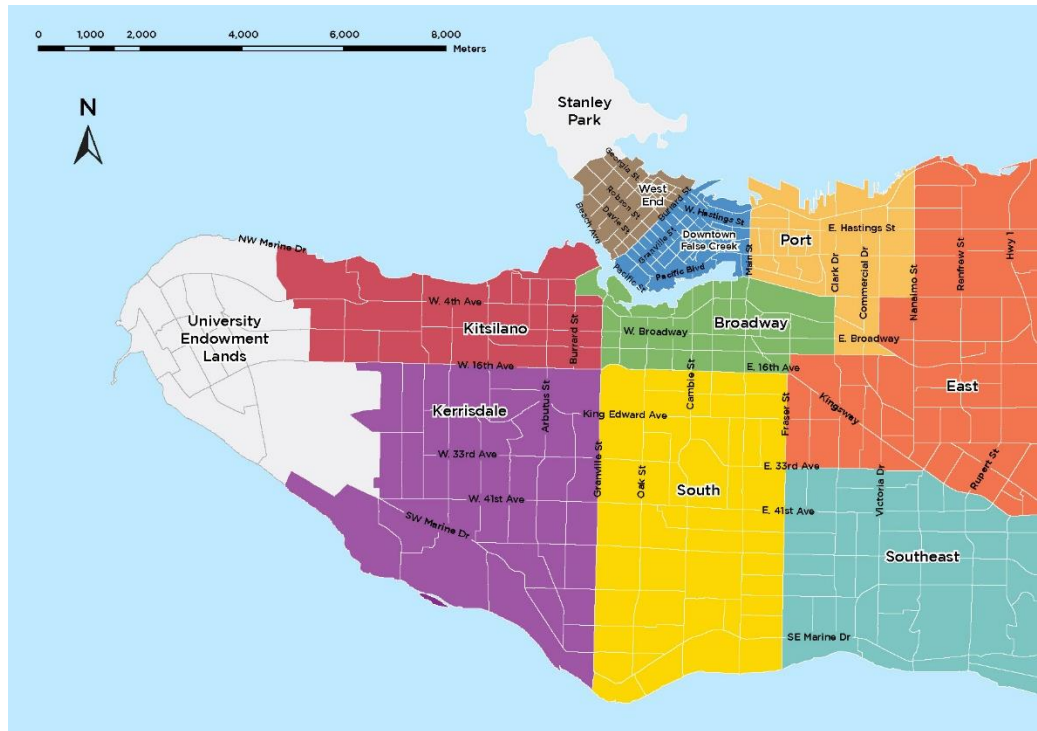 0 1,000 2,000 4,000 6,000 8,000
Meters
N
Stanley
Park
Georgia St
West
End
Robson St
Davie St
Beach Ave
Burrard St
W. Hastings St
Granville St
Downtown
False Creek
Pacific St
Pacific Blvd
Main St
Port
E. Hastings St
Clark Dr
Commercial Dr
Nanaimo St
Renfrew St
Hwy 1
NW Marine Dr
University
Endowment
Lands
W. 4th Ave
Kitsilano
Burrard St
W. Broadway
Broadway
E. Broadway
W. 16th Ave
E. 16th Ave
East
Kerrisdale
Arbutus St
King Edward Ave
Cambie St
Fraser St
Kingsway
W. 33rd Ave
Granville St
Oak St
E. 33rd Ave
Victoria Dr
Rupert St
W. 41st Ave
South
E. 41st Ave
SW Marine Dr
Southeast
SE Marine Dr